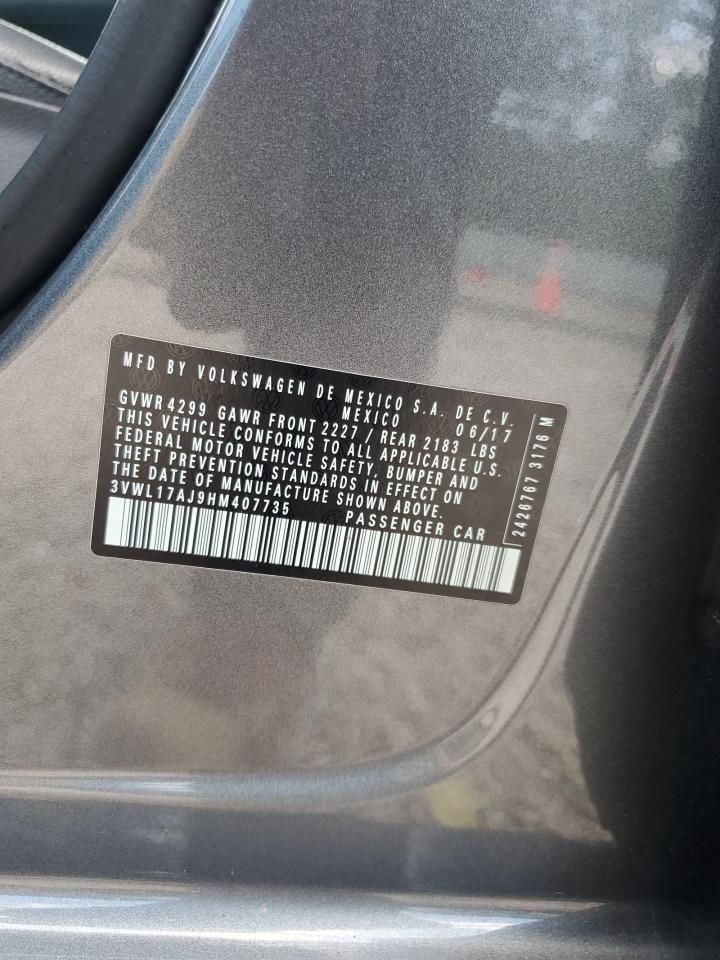 MFD BY VOLKSWAGEN DE MEXICO S.A. DE C.V.
MEXICO 06/17
GVWR 4299 GAWR FRONT 2227 / REAR 2183 LBS
THIS VEHICLE CONFORMS TO ALL APPLICABLE U.S.
FEDERAL MOTOR VEHICLE SAFETY, BUMPER AND
THEFT PREVENTION STANDARDS IN EFFECT ON
THE DATE OF MANUFACTURE SHOWN ABOVE.
3VWL17AJ9HM407735 PASSENGER CAR
2426767 3176 M